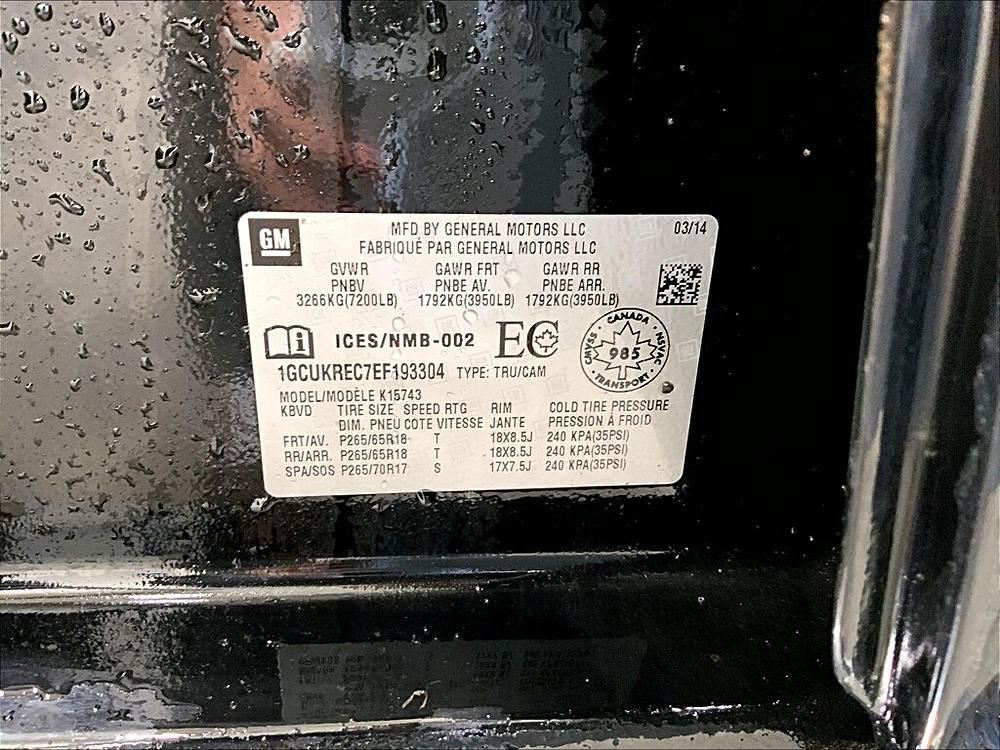 GM
MFD BY GENERAL MOTORS LLC
FABRIQUÉ PAR GENERAL MOTORS LLC
03/14
GVWR GAWR FRT GAWR RR
PNBV PNBE AV. PNBE ARR.
3266KG(7200LB) 1792KG(3950LB) 1792KG(3950LB)
i ICES/NMB-002 EC
CANADA
CMVSS 985 NSVAC
TRANSPORT
1GCUKREC7EF193304 TYPE: TRU/CAM
MODEL/MODÈLE K15743
KBVD TIRE SIZE SPEED RTG RIM COLD TIRE PRESSURE
DIM. PNEU COTE VITESSE JANTE PRESSION À FROID
FRT/AV. P265/65R18 T 18X8.5J 240 KPA(35PSI)
RR/ARR. P265/65R18 T 18X8.5J 240 KPA(35PSI)
SPA/SOS P265/70R17 S 17X7.5J 240 KPA(35PSI)